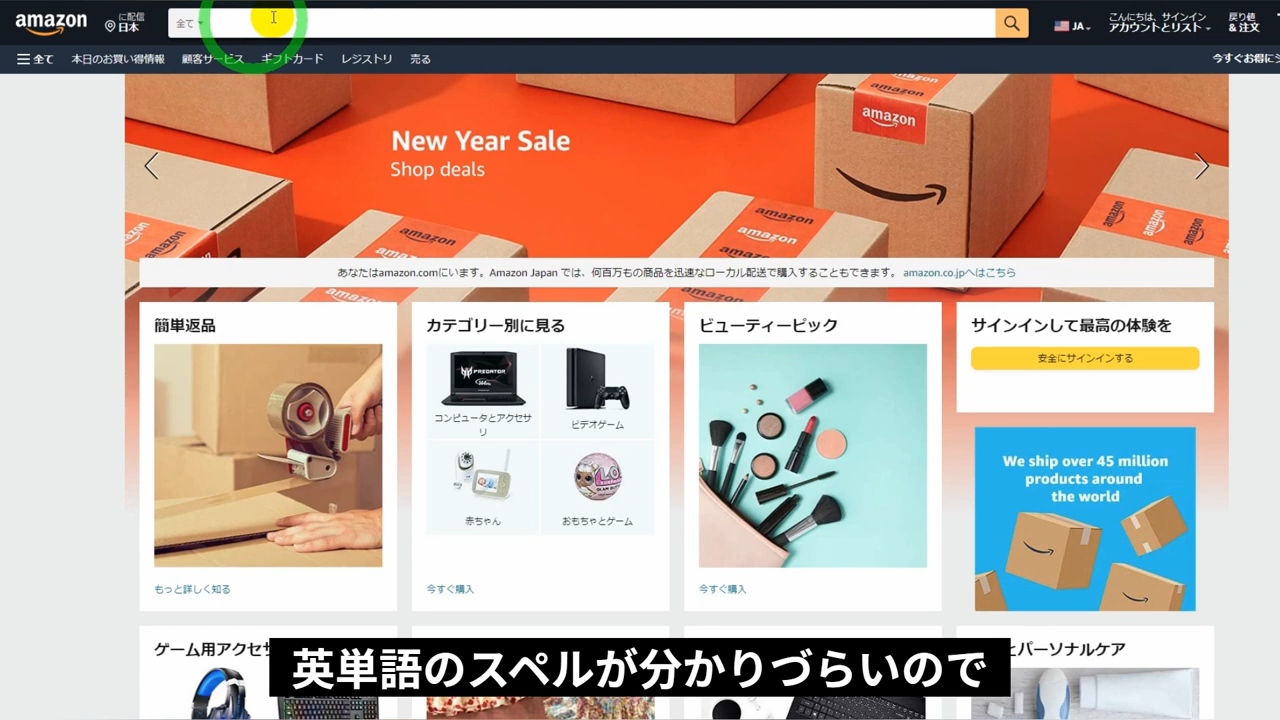 amazon
に配信
日本
全て
JA
こんにちは、サインイン
アカウントとリスト
戻り値
& 注文
全て
本日のお買い得情報
顧客サービス
ギフトカード
レジストリ
売る
今すぐお得に
New Year Sale
Shop deals
amazon
amazon
amazon
amazon
amazon
amazon
amazon
amazon
amazon
amazon
あなたはamazon.comにいます。Amazon Japan では、何百万もの商品を迅速なローカル配送で購入することもできます。 amazon.co.jpへはこちら
簡単返品
もっと詳しく知る
カテゴリー別に見る
PREDATOR
コンピュータとアクセサ
リ
ビデオゲーム
赤ちゃん
おもちゃとゲーム
今すぐ購入
ビューティーピック
今すぐ購入
サインインして最高の体験を
安全にサインインする
We ship over 45 million
products around
the world
ゲーム用アクセ
とパーソナルケア
英単語のスペルが分かりづらいので